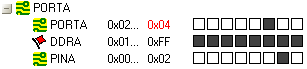 PORTA
PORTA 0x02... 0x04
DDRA 0x01... 0xFF
PINA 0x00... 0x02